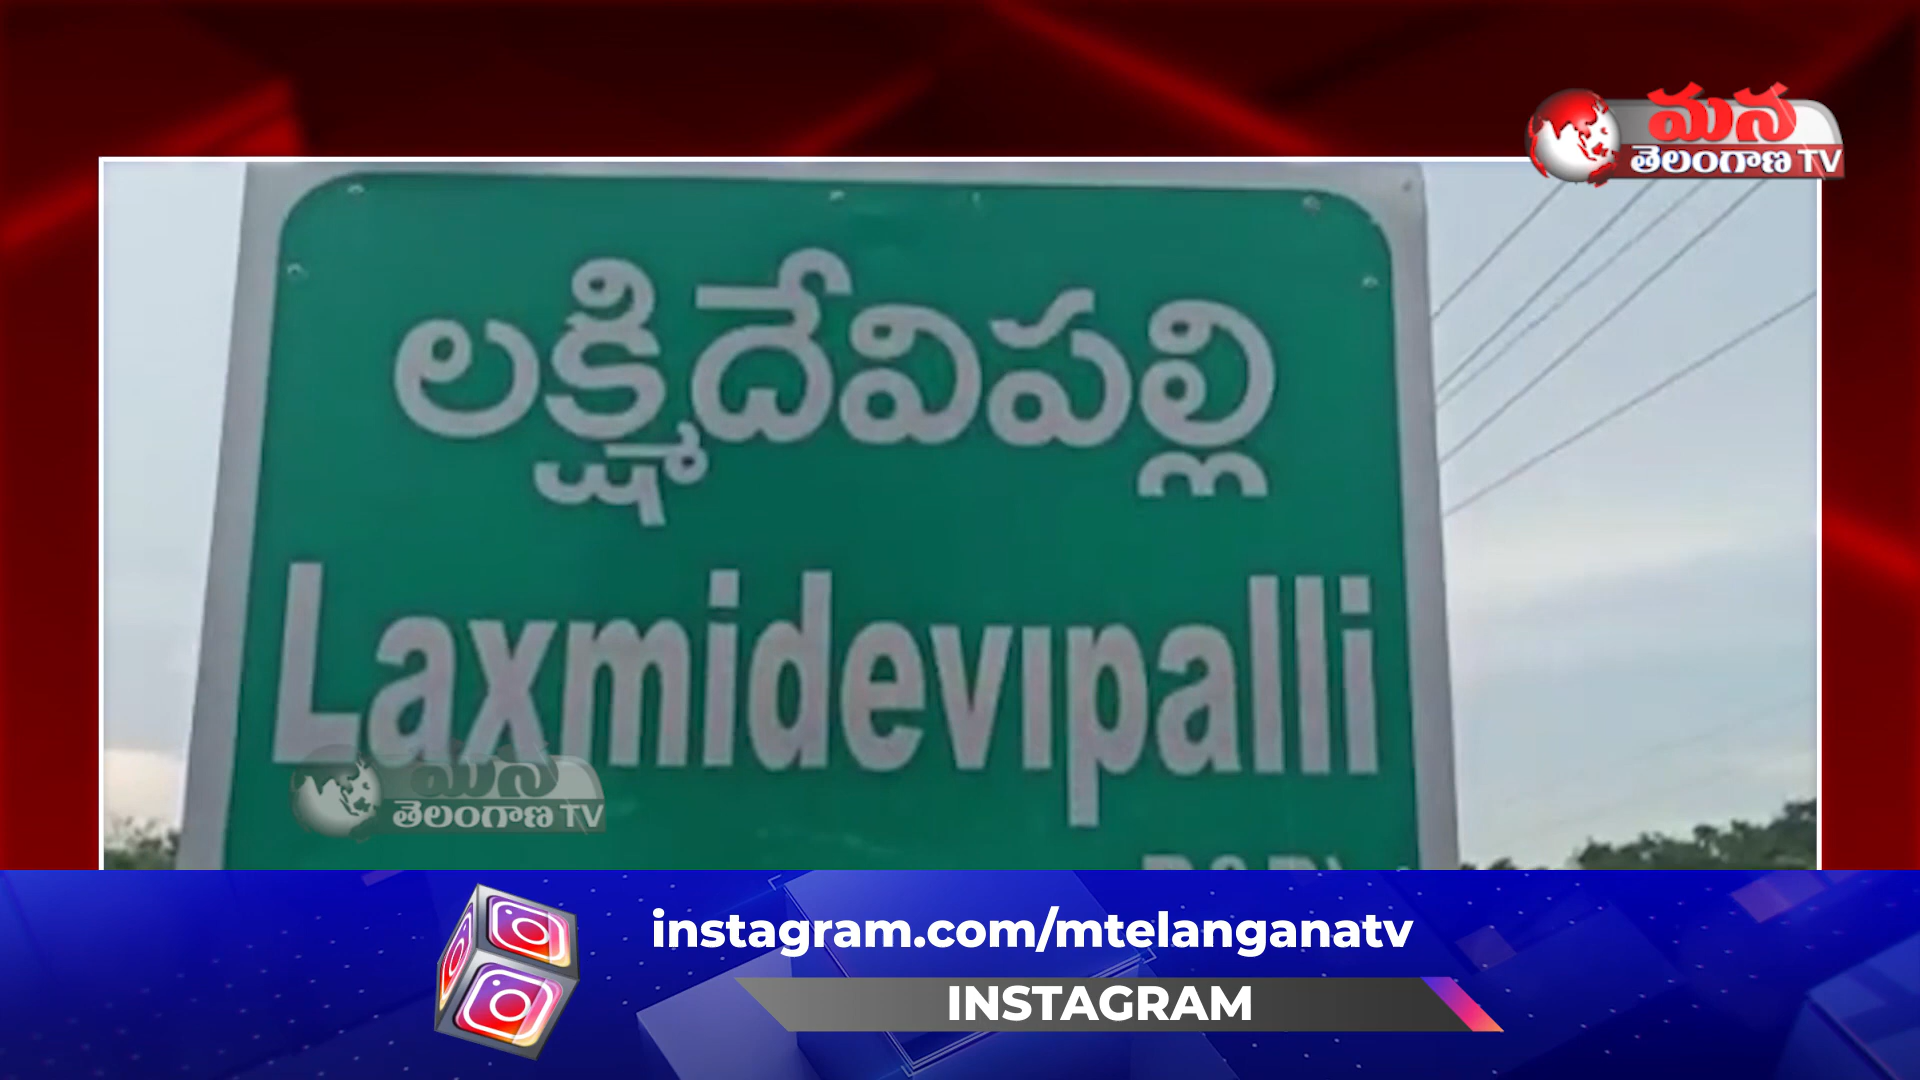 మన
తెలంగాణ TV
లక్ష్మిదేవిపల్లి
Laxmidevipalli
మన
తెలంగాణ TV
instagram.com/mtelanganatv
INSTAGRAM